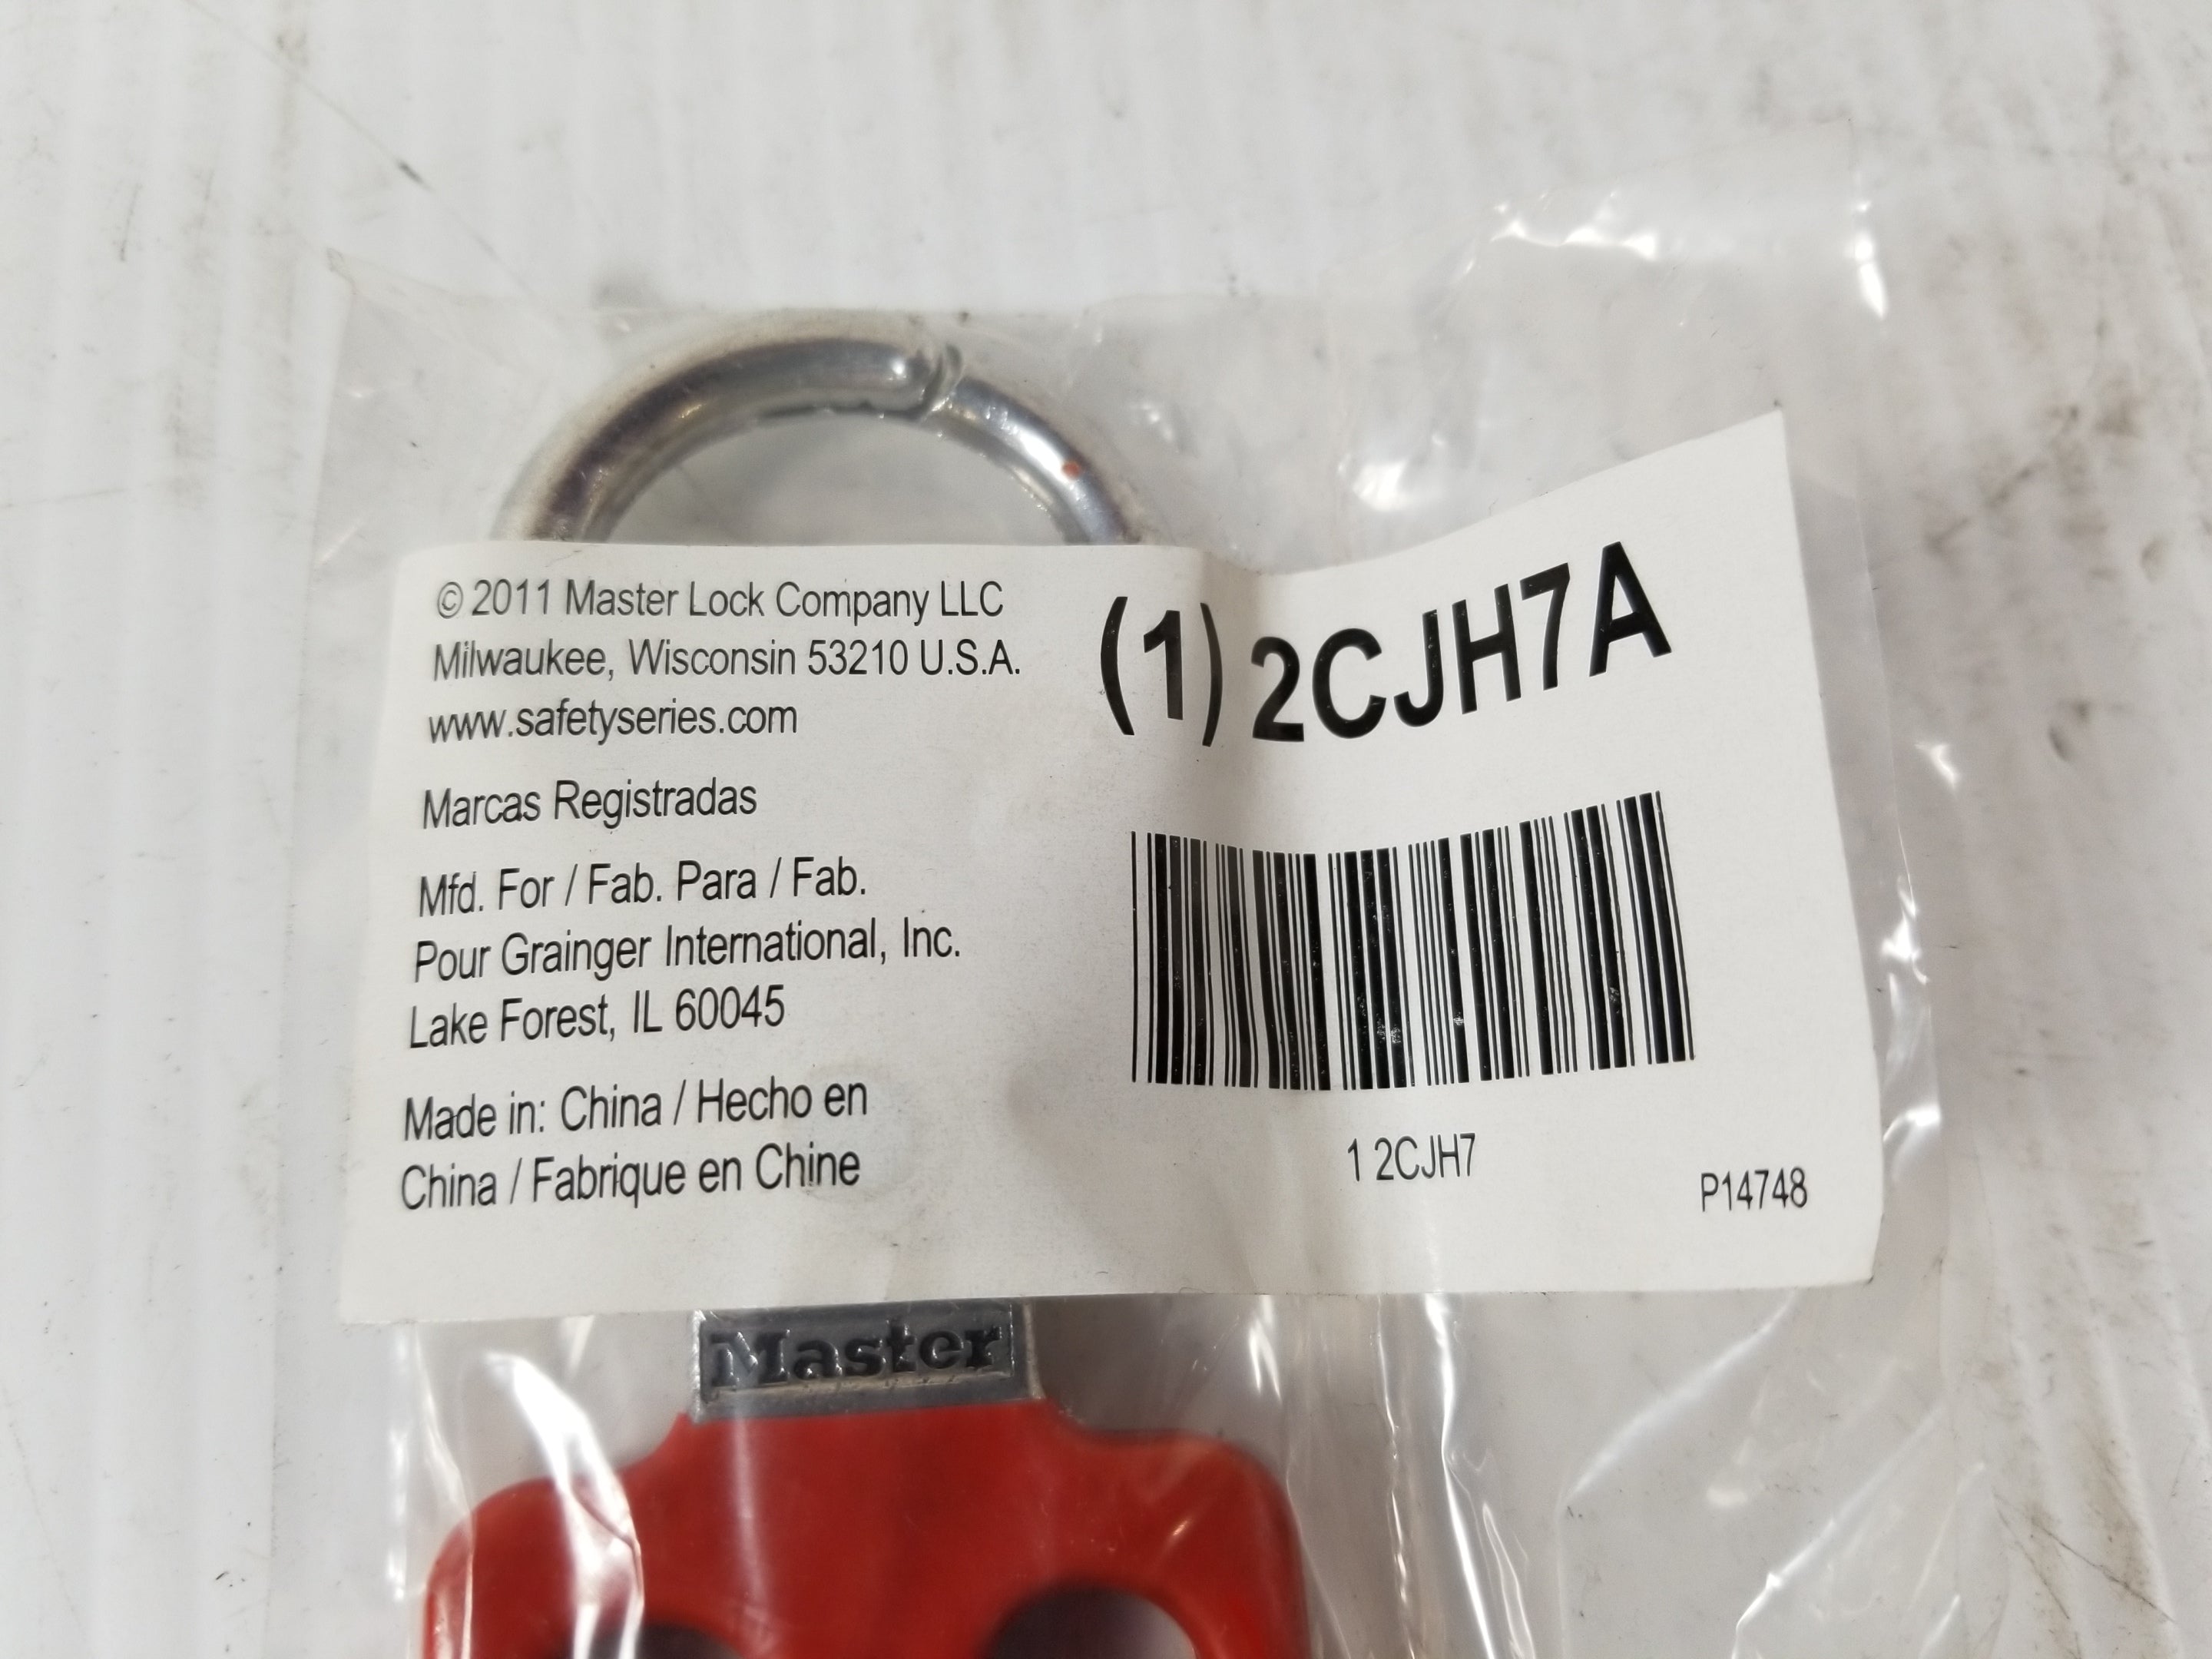 © 2011 Master Lock Company LLC
Milwaukee, Wisconsin 53210 U.S.A.
www.safetyseries.com
Marcas Registradas
Mfd. For / Fab. Para / Fab.
Pour Grainger International, Inc.
Lake Forest, IL 60045
Made in: China / Hecho en
China / Fabrique en Chine
(1) 2CJH7A
1 2CJH7
P14748
Master